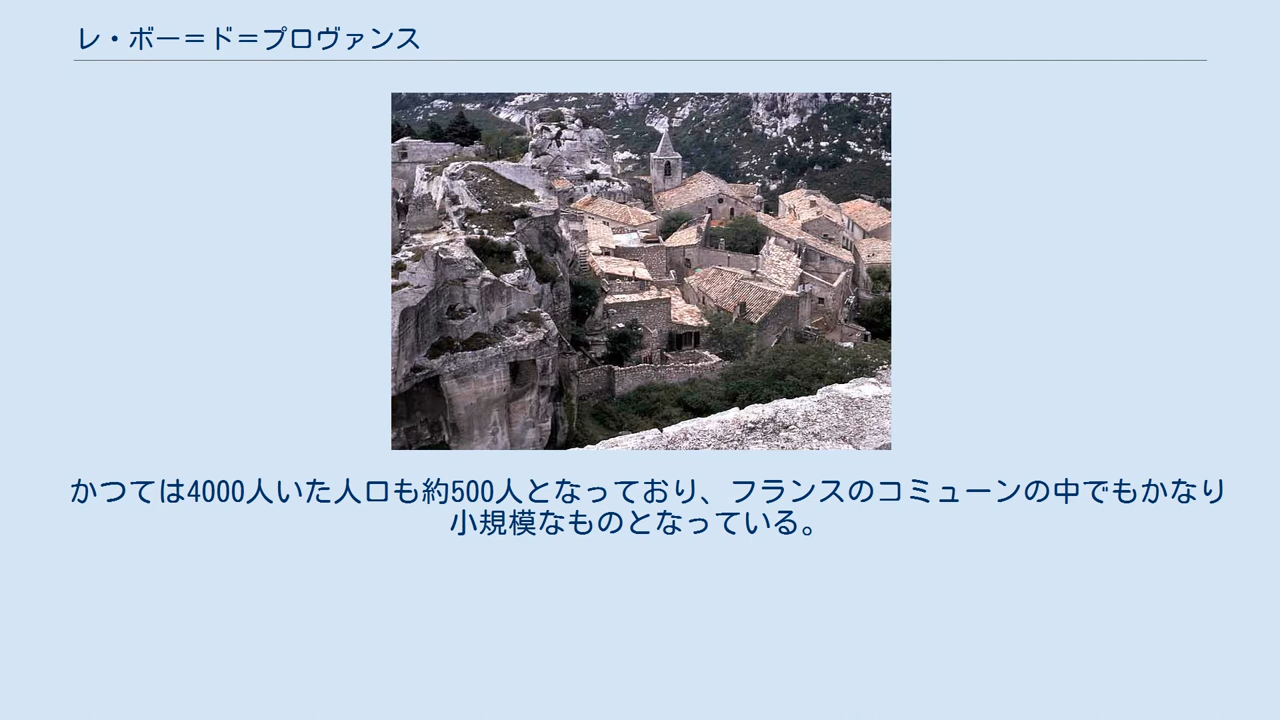 レ・ボー＝ド＝プロヴァンス
かつては4000人いた人口も約500人となっており、フランスのコミューンの中でもかなり
小規模なものとなっている。